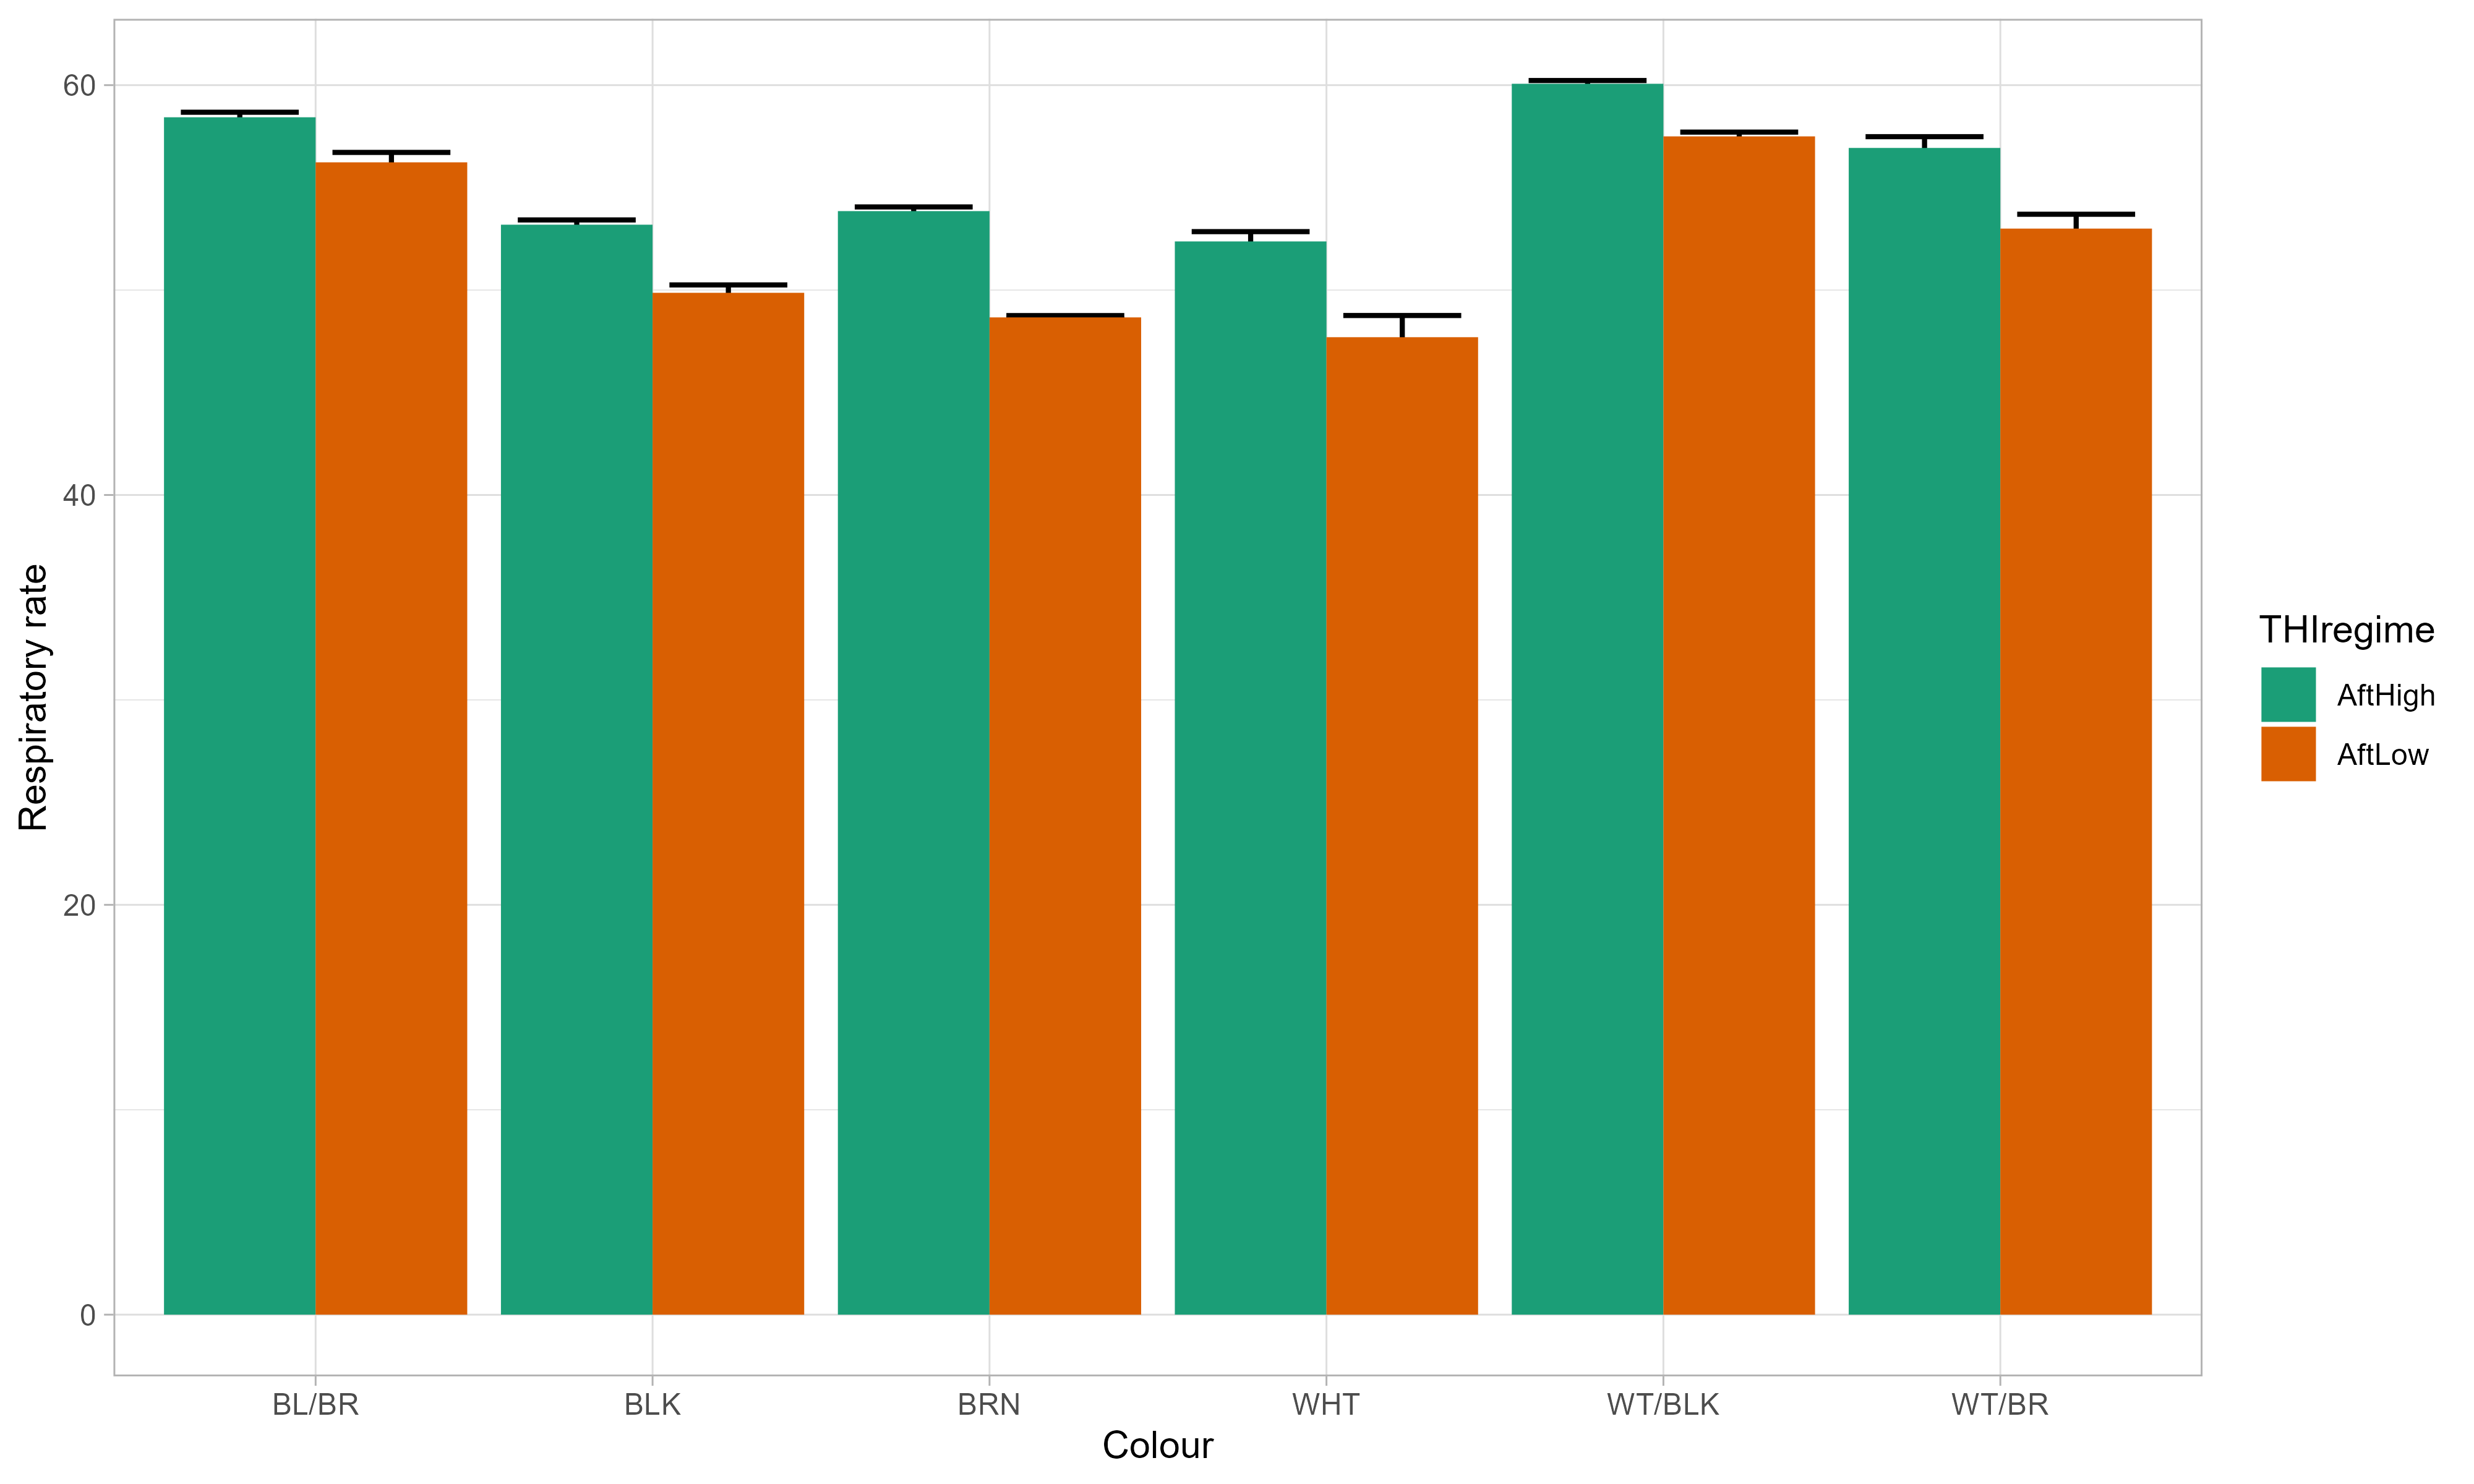 60
40
20
0
Respiratory rate
BL/BR
BLK
BRN
WHT
WT/BLK
WT/BR
Colour
THIregime
AftHigh
AftLow